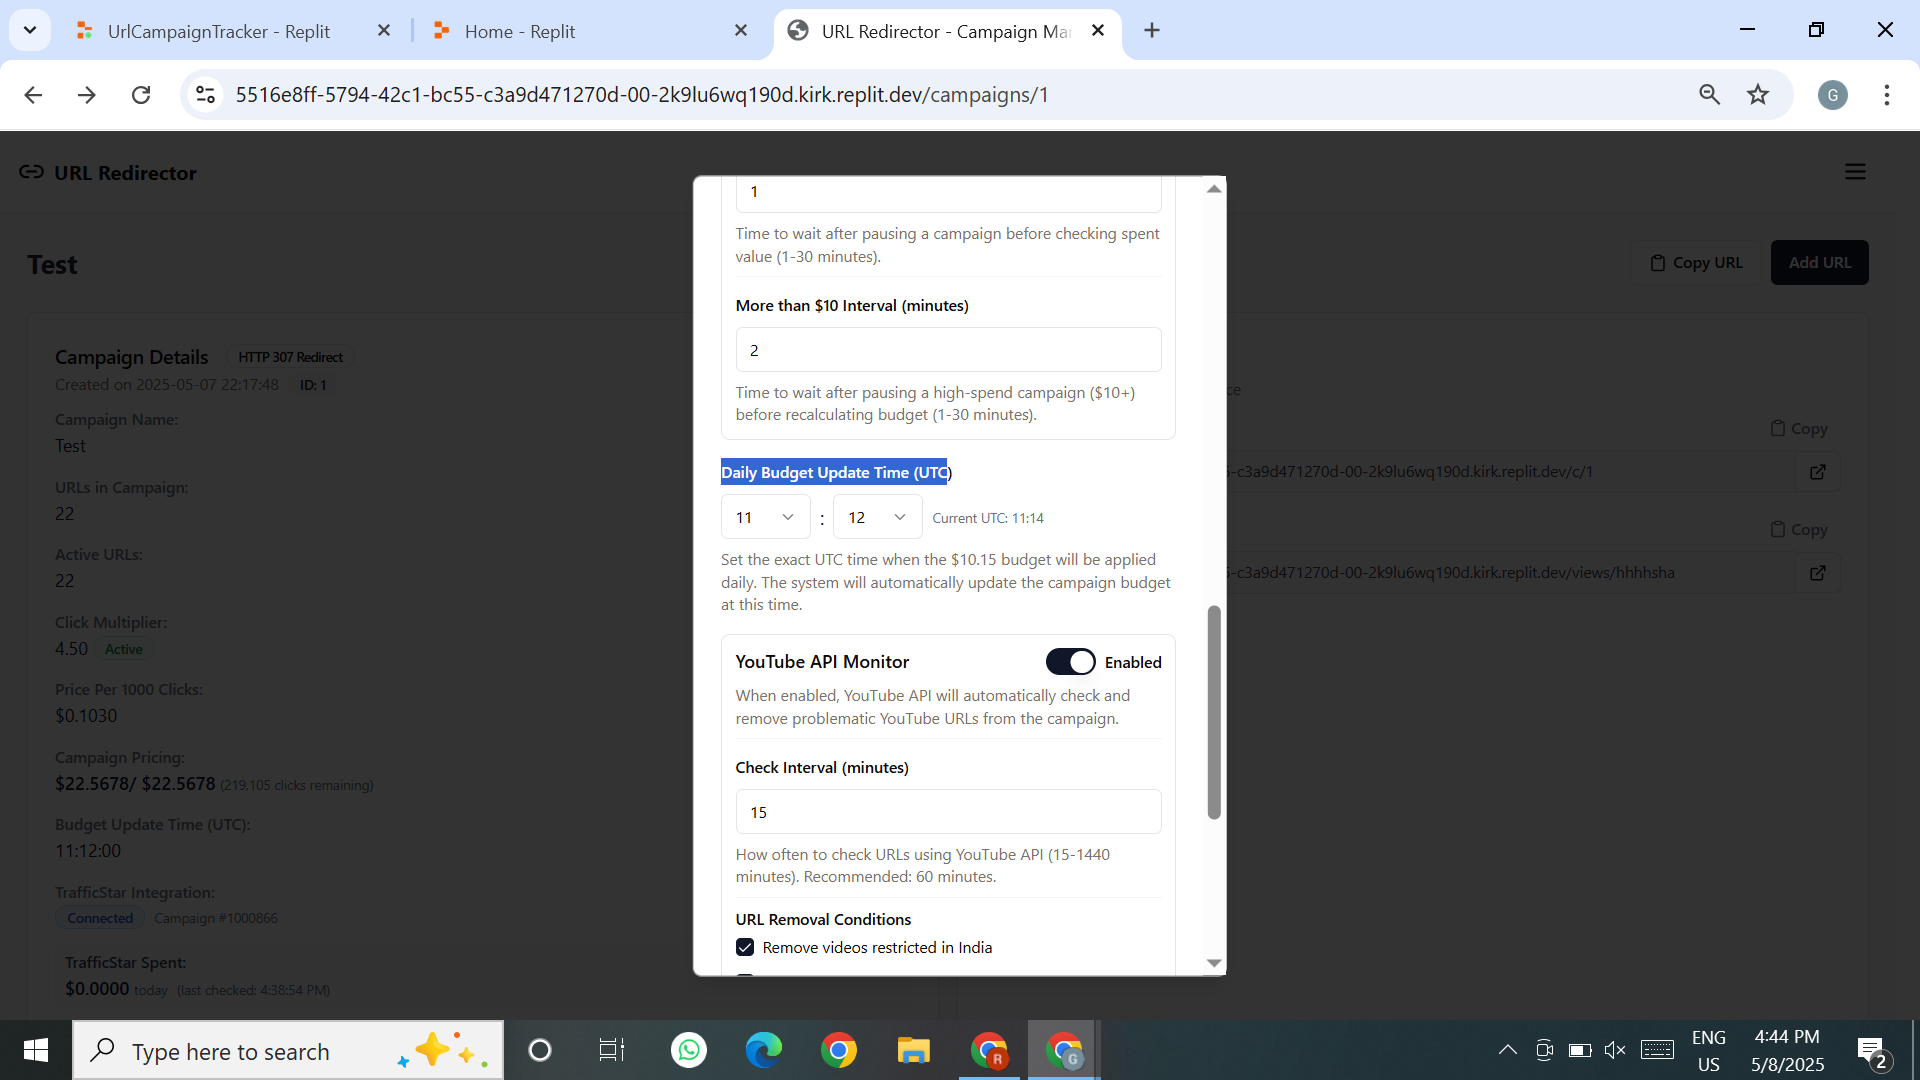 UrlCampaignTracker - Replit
Home - Replit
URL Redirector - Campaign Ma
5516e8ff-5794-42c1-bc55-c3a9d471270d-00-2k9lu6wq190d.kirk.replit.dev/campaigns/1
G
URL Redirector
Test
Copy URL
Add URL
Campaign Details
HTTP 307 Redirect
Created on 2025-05-07 22:17:48
ID: 1
Campaign Name:
Test
URLs in Campaign:
22
Active URLs:
22
Click Multiplier:
4.50
Active
Price Per 1000 Clicks:
$0.1030
Campaign Pricing:
$22.5678/ $22.5678 (219,105 clicks remaining)
Budget Update Time (UTC):
11:12:00
TrafficStar Integration:
Connected
Campaign #1000866
TrafficStar Spent:
$0.0000 today (last checked: 4:38:54 PM)
1
Time to wait after pausing a campaign before checking spent
value (1-30 minutes).
More than $10 Interval (minutes)
2
Time to wait after pausing a high-spend campaign ($10+)
before recalculating budget (1-30 minutes).
Daily Budget Update Time (UTC)
11 : 12 Current UTC: 11:14
Set the exact UTC time when the $10.15 budget will be applied
daily. The system will automatically update the campaign budget
at this time.
YouTube API Monitor
Enabled
When enabled, YouTube API will automatically check and
remove problematic YouTube URLs from the campaign.
Check Interval (minutes)
15
How often to check URLs using YouTube API (15-1440
minutes). Recommended: 60 minutes.
URL Removal Conditions
Remove videos restricted in India
ce
Copy
5-c3a9d471270d-00-2k9lu6wq190d.kirk.replit.dev/c/1
Copy
5-c3a9d471270d-00-2k9lu6wq190d.kirk.replit.dev/views/hhhhsha
Type here to search
R
G
ENG
US
4:44 PM
5/8/2025
2